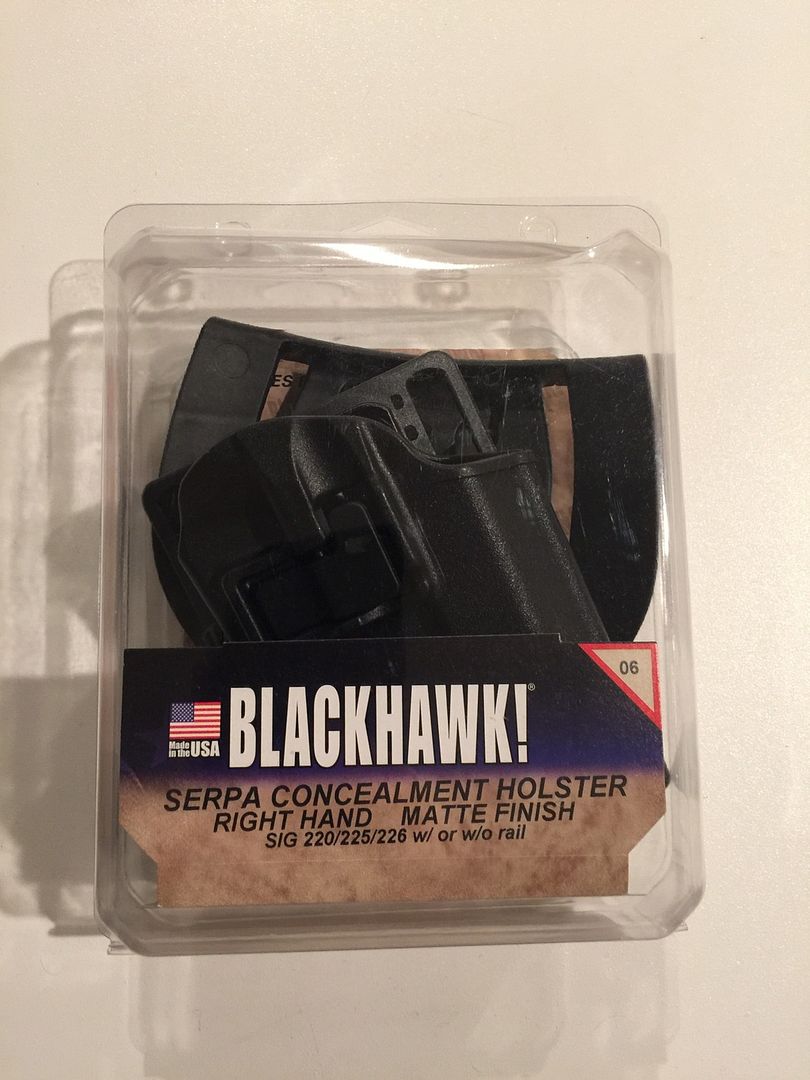 EST
06
BLACKHAWK!®
Made
in the USA
SERPA CONCEALMENT HOLSTER
RIGHT HAND MATTE FINISH
SIG 220/225/226 w/ or w/o rail